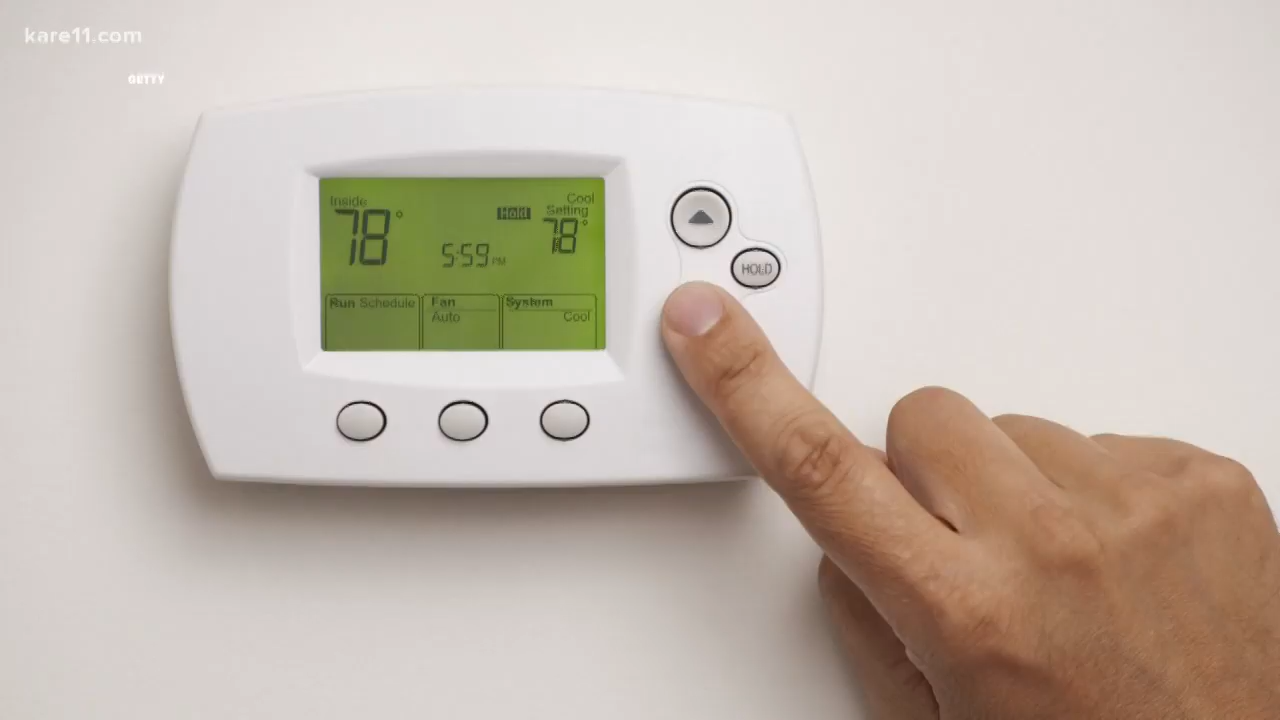 kare11.com
GETTY
Inside
78°
Hold
Cool
Setting
78°
5:59 PM
Run Schedule
Fan
Auto
System
Cool
HOLD